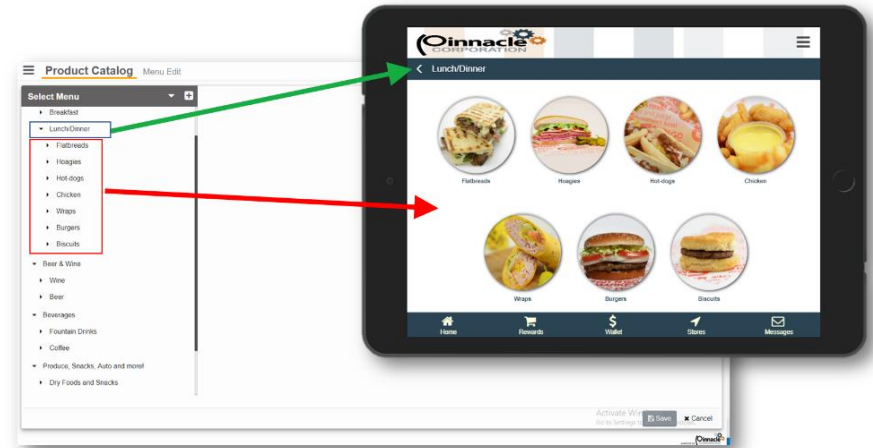 Product Catalog Menu Edit
Select Menu
Breakfast
Lunch/Dinner
Flatbreads
Hoagies
Hot-dogs
Chicken
Wraps
Burgers
Biscuits
Beer & Wine
Wine
Beer
Beverages
Fountain Drinks
Coffee
Produce, Snacks, Auto and more!
Dry Foods and Snacks
Save Cancel
Pinnacle
CORPORATION
Lunch/Dinner
Flatbreads Hoagies Hot-dogs Chicken
Wraps Burgers Biscuits
Home Rewards Wallet Stores Messages
Pinnacle